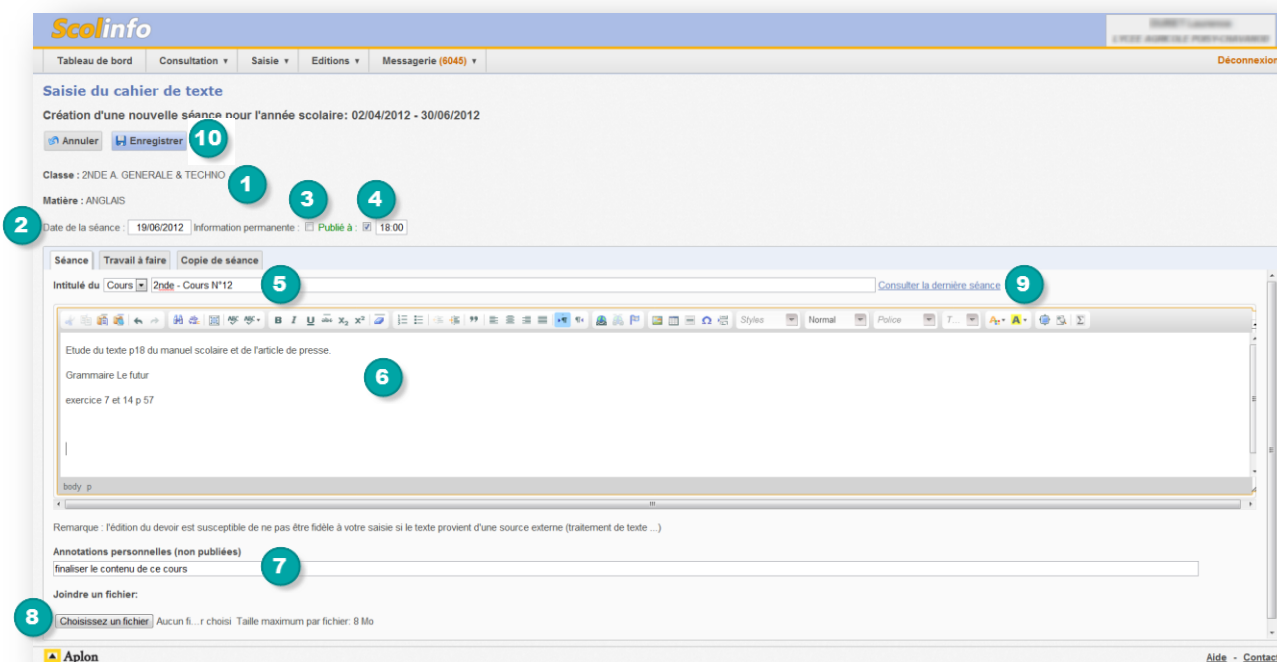 Scolinfo
Tableau de bord Consultation Saisie Editions Messagerie (6045) Déconnexion
Saisie du cahier de texte
Création d'une nouvelle séance pour l'année scolaire: 02/04/2012 - 30/06/2012
Annuler Enregistrer 10
Classe : 2NDE A. GENERALE & TECHNO 1
Matière : ANGLAIS 3 4
2 Date de la séance : 19/06/2012 Information permanente : Publié à : 18:00
Séance Travail à faire Copie de séance
Intitulé du Cours 2nde - Cours N°12 5 Consulter la dernière séance 9
B I U X₂ X² Styles Normal Police T... A A Σ
Etude du texte p18 du manuel scolaire et de l'article de presse.
Grammaire Le futur 6
exercice 7 et 14 p 57
body p
Remarque : l'édition du devoir est susceptible de ne pas être fidèle à votre saisie si le texte provient d'une source externe (traitement de texte ...)
Annotations personnelles (non publiées)
finaliser le contenu de ce cours 7
Joindre un fichier:
8 Choisissez un fichier Aucun fi...r choisi Taille maximum par fichier: 8 Mo
Aplon Aide - Contact